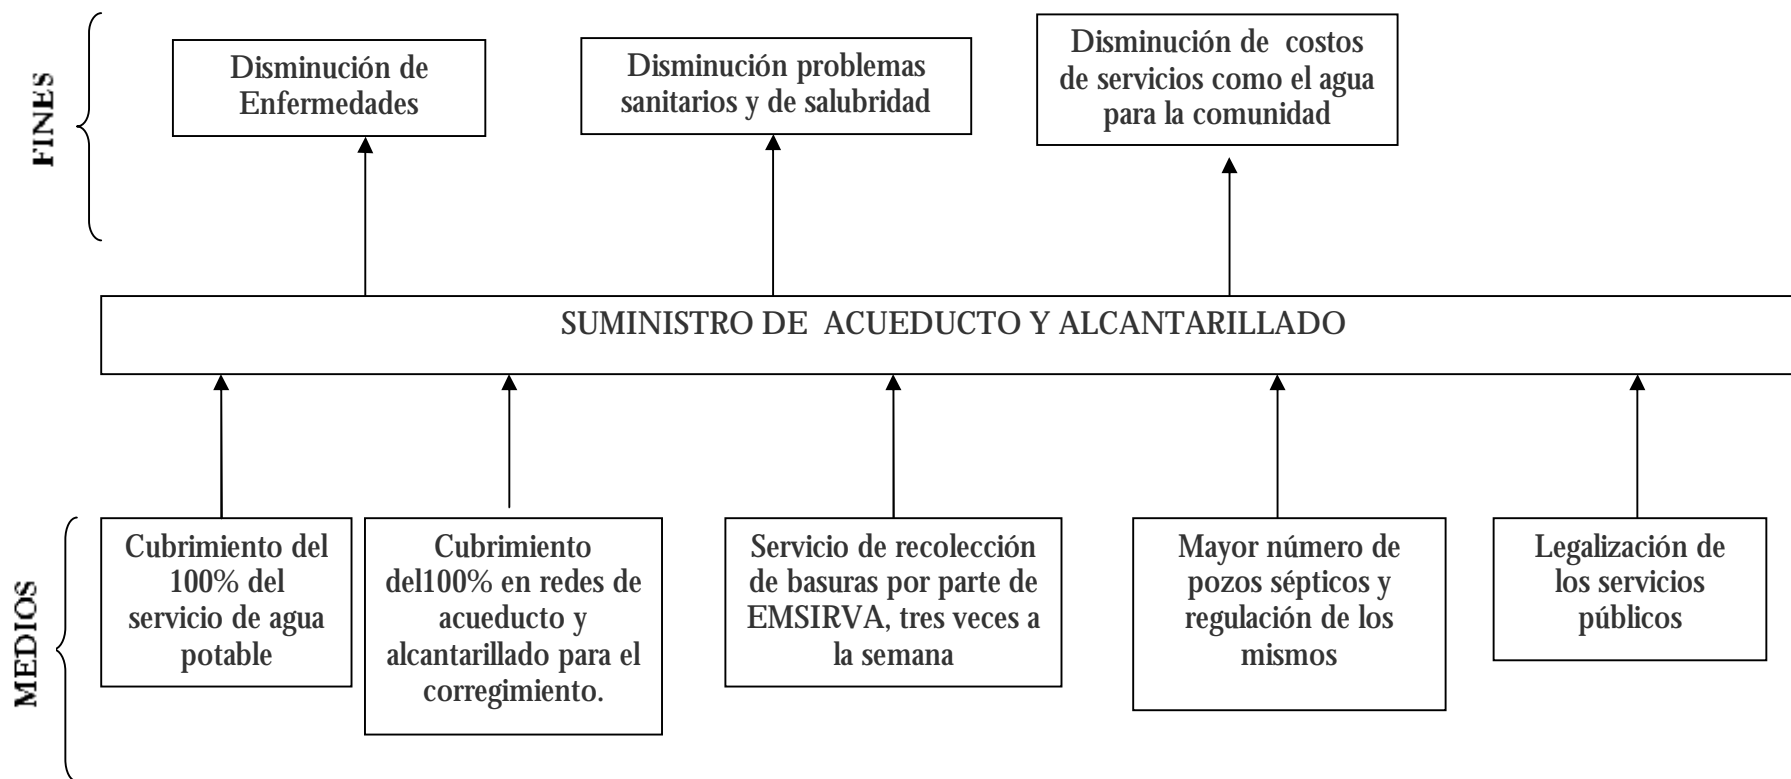 FINES
Disminución de
Enfermedades
Disminución problemas
sanitarios y de salubridad
Disminución de costos
de servicios como el agua
para la comunidad
SUMINISTRO DE ACUEDUCTO Y ALCANTARILLADO
MEDIOS
Cubrimiento del
100% del
servicio de agua
potable
Cubrimiento
del100% en redes de
acueducto y
alcantarillado para el
corregimiento.
Servicio de recolección
de basuras por parte de
EMSIRVA, tres veces a
la semana
Mayor número de
pozos sépticos y
regulación de los
mismos
Legalización de
los servicios
públicos